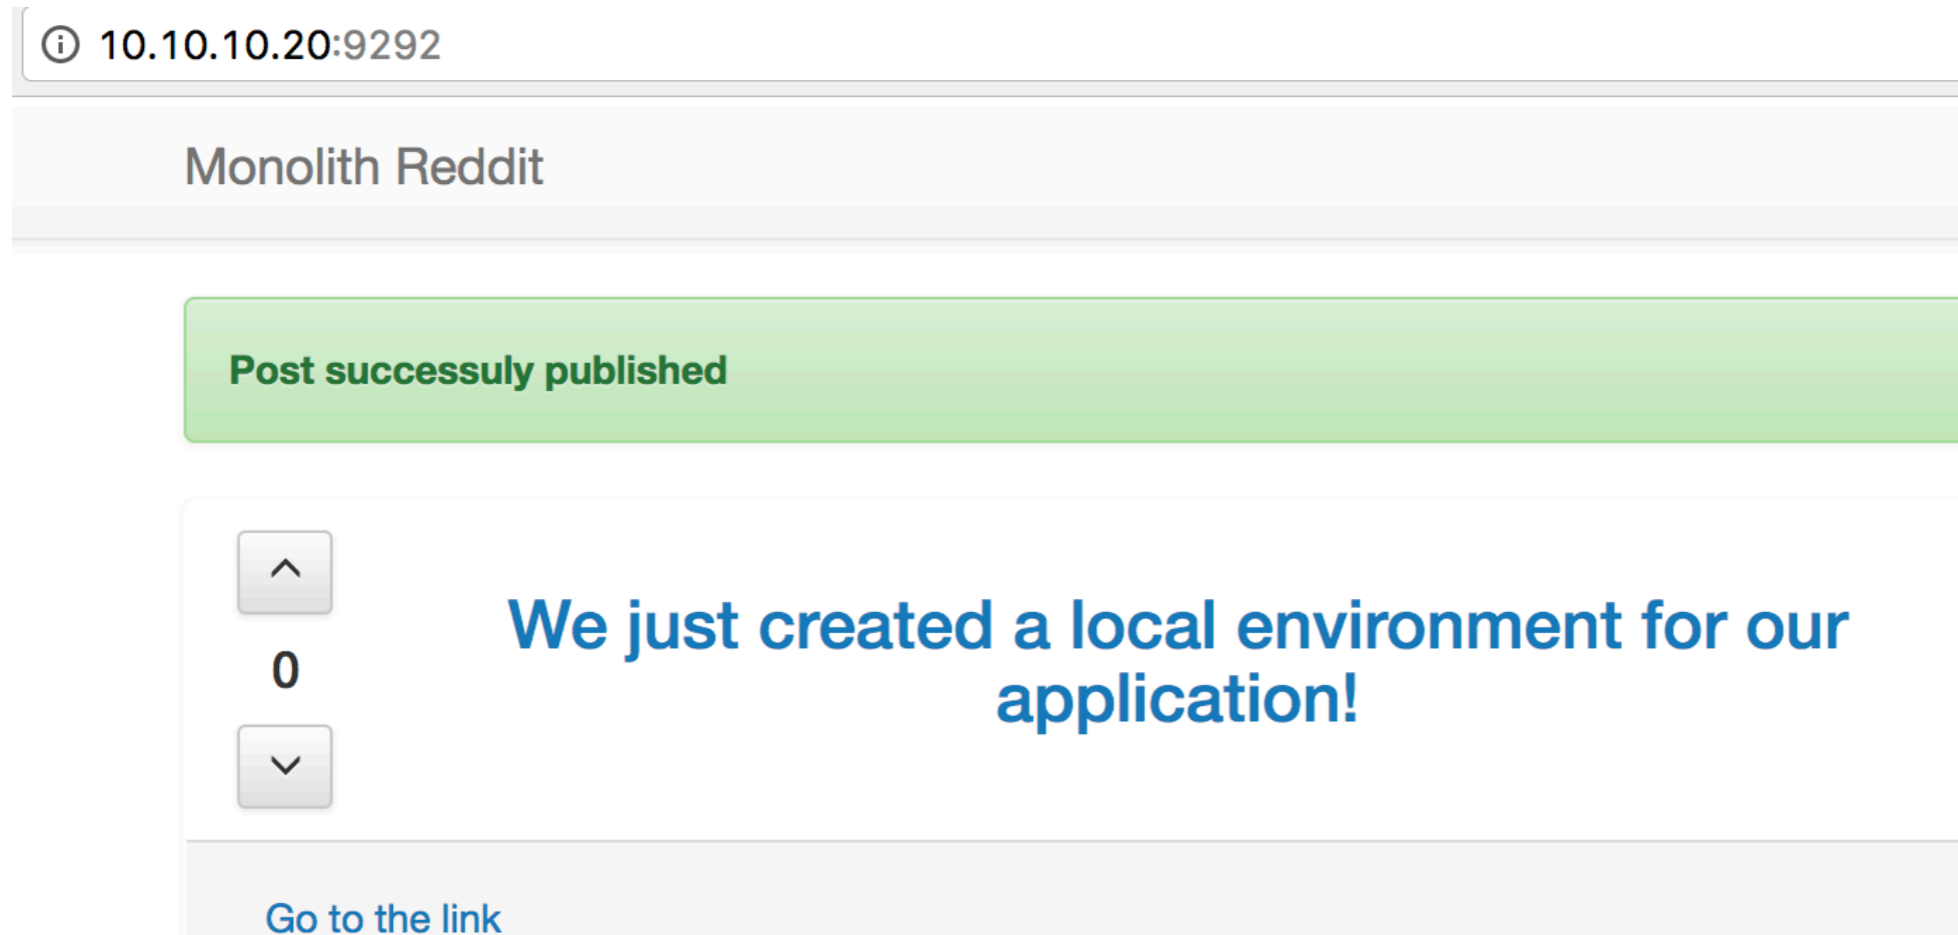 10.10.10.20:9292
Monolith Reddit
Post successuly published
0
We just created a local environment for our
application!
Go to the link